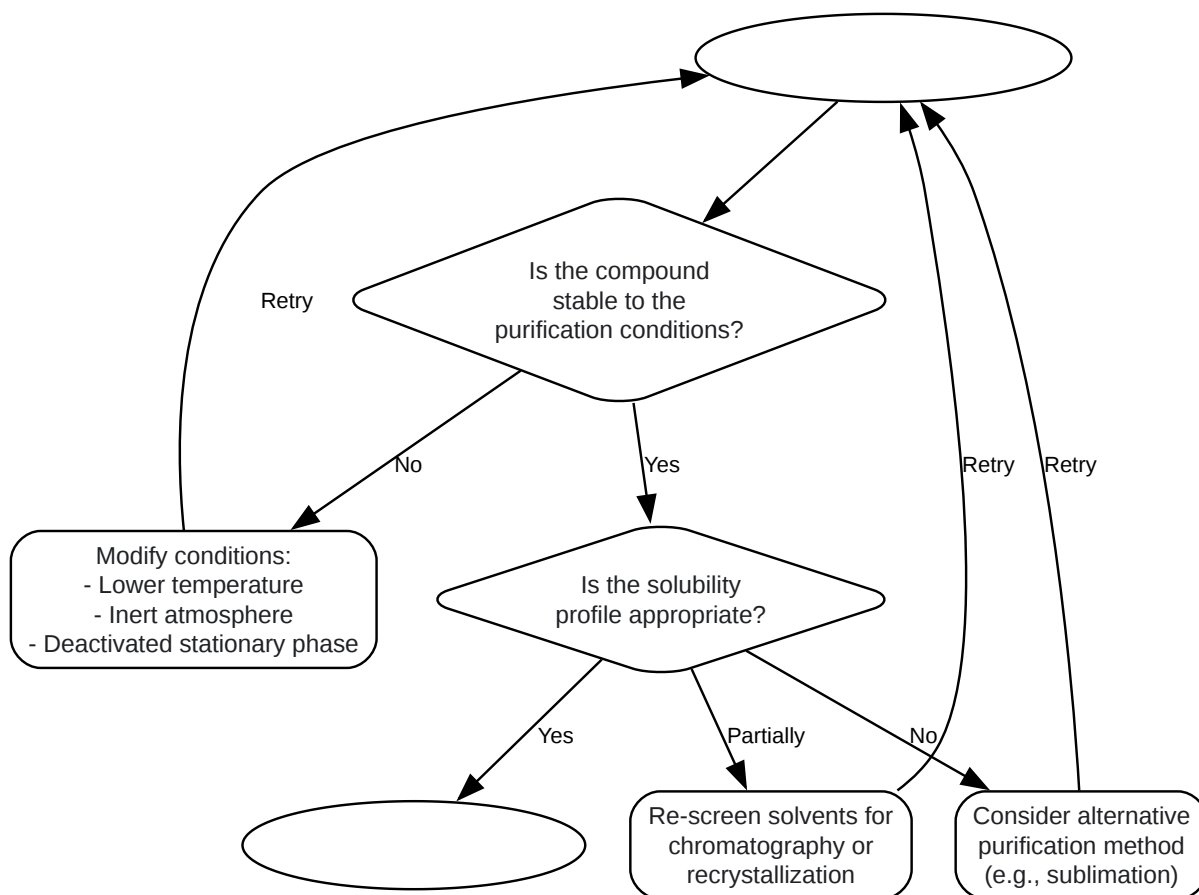 Is the compound
stable to the
purification conditions?
Retry
No
Yes
Retry
Retry
Modify conditions:
- Lower temperature
- Inert atmosphere
- Deactivated stationary phase
Is the solubility
profile appropriate?
Yes
Partially
No
Re-screen solvents for
chromatography or
recrystallization
Consider alternative
purification method
(e.g., sublimation)